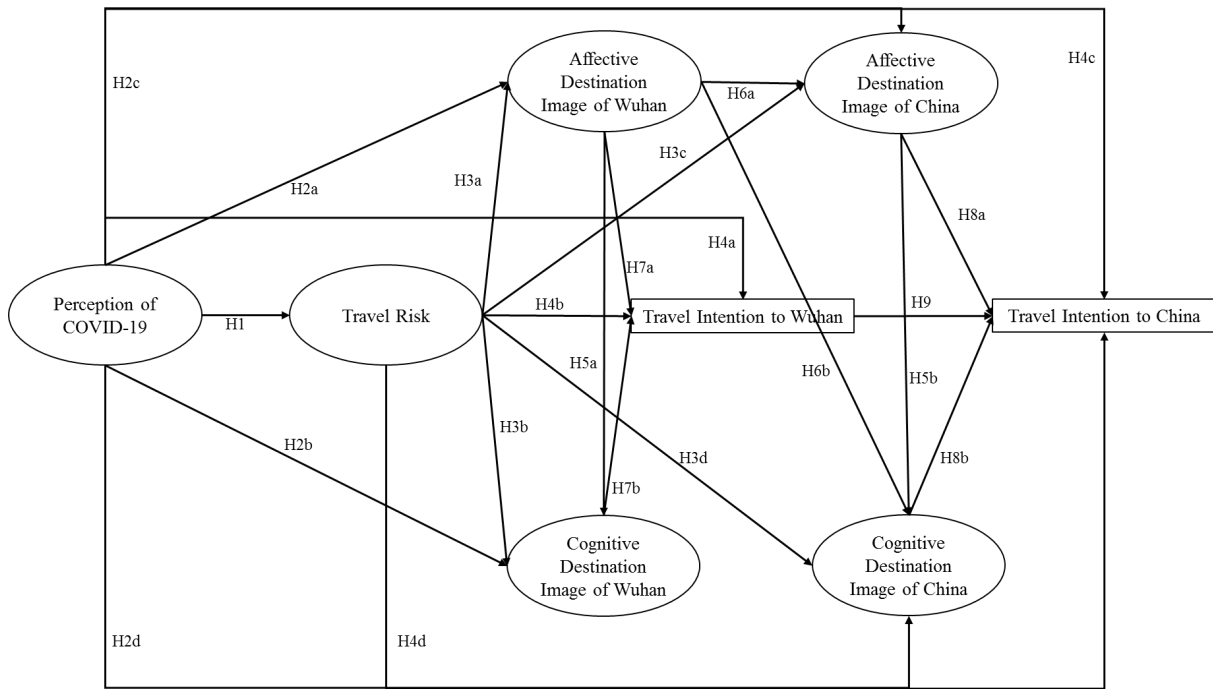 H2c
Affective
Destination
Image of Wuhan
H6a
Affective
Destination
Image of China
H4c
H2a
H3a
H3c
H4a
H7a
H8a
Perception of
COVID-19
H1
Travel Risk
H4b
Travel Intention to Wuhan
H9
Travel Intention to China
H5a
H6b
H5b
H2b
H3b
H3d
H7b
H8b
Cognitive
Destination
Image of Wuhan
Cognitive
Destination
Image of China
H2d
H4d